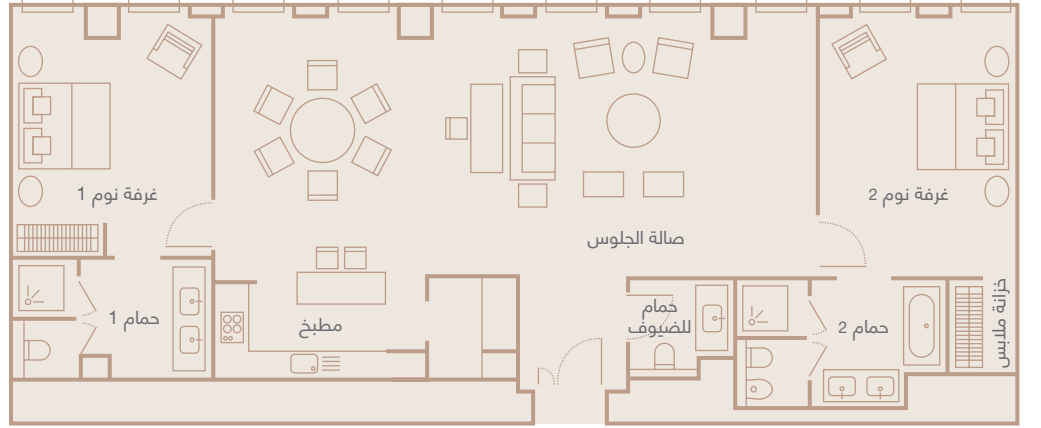 غرفة نوم 1
غرفة نوم 2
صالة الجلوس
خزانة ملابس
حمام 1
مطبخ
حمام
للضيوف
حمام 2